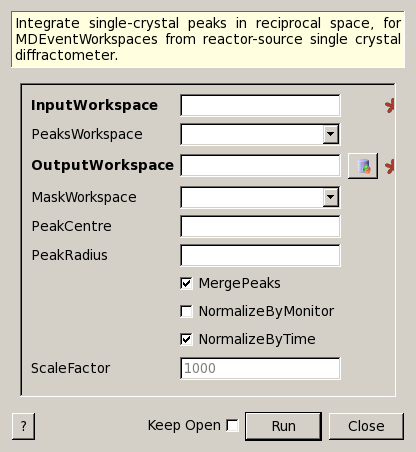 Integrate single-crystal peaks in reciprocal space, for
MDEventWorkspaces from reactor-source single crystal
diffractometer.
InputWorkspace
PeaksWorkspace
OutputWorkspace
MaskWorkspace
PeakCentre
PeakRadius
MergePeaks
NormalizeByMonitor
NormalizeByTime
ScaleFactor 1000
? Keep Open Run Close